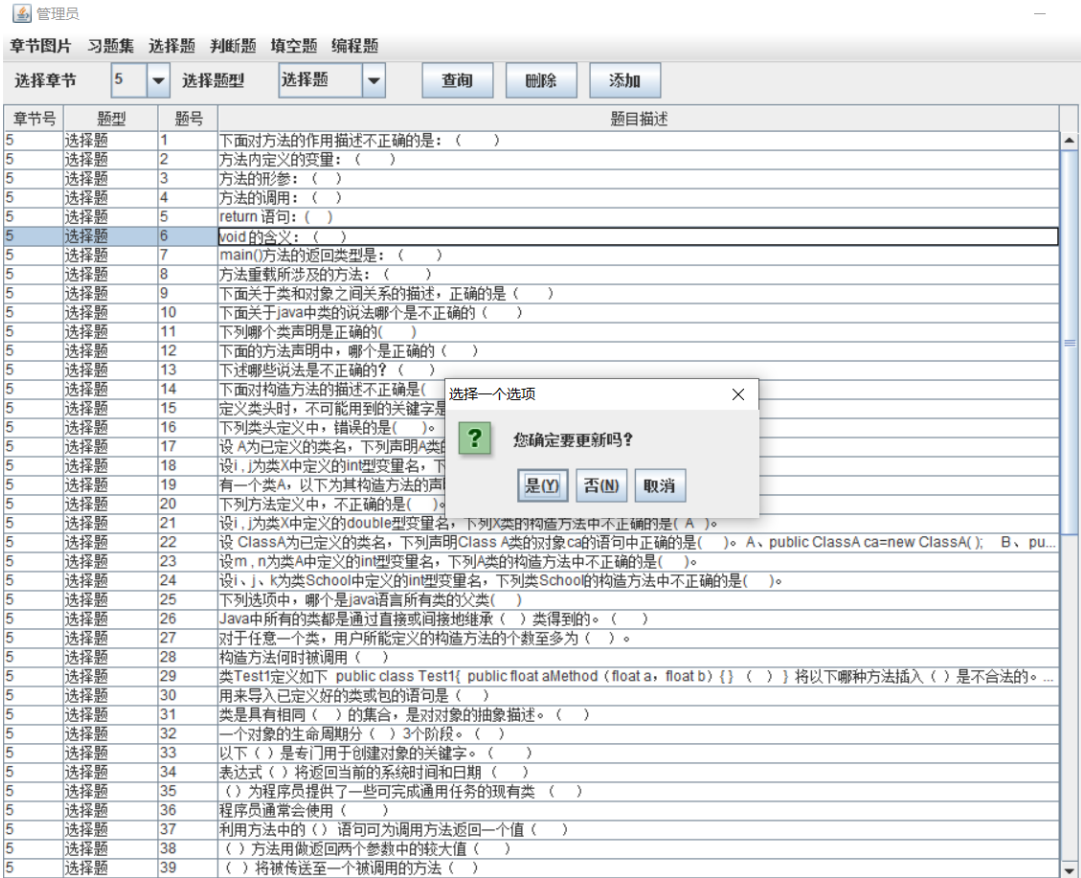 管理员
章节图片 习题集 选择题 判断题 填空题 编程题
选择章节 5 选择题型 选择题 查询 删除 添加
章节号 题型 题号 题目描述
5 选择题 1 下面对方法的作用描述不正确的是：（ ）
5 选择题 2 方法内定义的变量：（ ）
5 选择题 3 方法的形参：（ ）
5 选择题 4 方法的调用：（ ）
5 选择题 5 return 语句：( )
5 选择题 6 void 的含义：（ ）
5 选择题 7 main()方法的返回类型是：（ ）
5 选择题 8 方法重载所涉及的方法：（ ）
5 选择题 9 下面关于类和对象之间关系的描述，正确的是（ ）
5 选择题 10 下面关于java中类的说法哪个是不正确的（ ）
5 选择题 11 下列哪个类声明是正确的( )
5 选择题 12 下面的方法声明中，哪个是正确的（ ）
5 选择题 13 下述哪些说法是不正确的？（ ）
5 选择题 14 下面对构造方法的描述不正确是(
5 选择题 15 定义类头时，不可能用到的关键字是
5 选择题 16 下列类头定义中，错误的是( )。
5 选择题 17 设 A为已定义的类名，下列声明A类
5 选择题 18 设i , j为类X中定义的int型变量名，下
5 选择题 19 有一个类A，以下为其构造方法的声
5 选择题 20 下列方法定义中，不正确的是( )。
5 选择题 21 设i , j为类X中定义的double型变量名，下列X类的构造方法中不正确的是( A )。
5 选择题 22 设 ClassA为已定义的类名，下列声明Class A类的对象ca的语句中正确的是( )。 A、public ClassA ca=new ClassA( ); B、pu...
5 选择题 23 设m , n为类A中定义的int型变量名，下列A类的构造方法中不正确的是( )。
5 选择题 24 设i、j、k为类School中定义的int型变量名，下列类School的构造方法中不正确的是( )。
5 选择题 25 下列选项中，哪个是java语言所有类的父类( )
5 选择题 26 Java中所有的类都是通过直接或间接地继承（ ）类得到的。（ ）
5 选择题 27 对于任意一个类，用户所能定义的构造方法的个数至多为（ ）。
5 选择题 28 构造方法何时被调用（ ）
5 选择题 29 类Test1定义如下 public class Test1{ public float aMethod（float a，float b）{ } （ ） } 将以下哪种方法插入（ ）是不合法的。...
5 选择题 30 用来导入已定义好的类或包的语句是（ ）
5 选择题 31 类是具有相同（ ）的集合，是对对象的抽象描述。（ ）
5 选择题 32 一个对象的生命周期分（ ）3个阶段。（ ）
5 选择题 33 以下（ ）是专门用于创建对象的关键字。（ ）
5 选择题 34 表达式（ ）将返回当前的系统时间和日期（ ）
5 选择题 35 （）为程序员提供了一些可完成通用任务的现有类 （ ）
5 选择题 36 程序员通常会使用（ ）
5 选择题 37 利用方法中的（ ） 语句可为调用方法返回一个值（ ）
5 选择题 38 （ ）方法用做返回两个参数中的较大值（ ）
5 选择题 39 （ ）将被传送至一个被调用的方法（ ）
选择一个选项
您确定要更新吗？
是(Y) 否(N) 取消